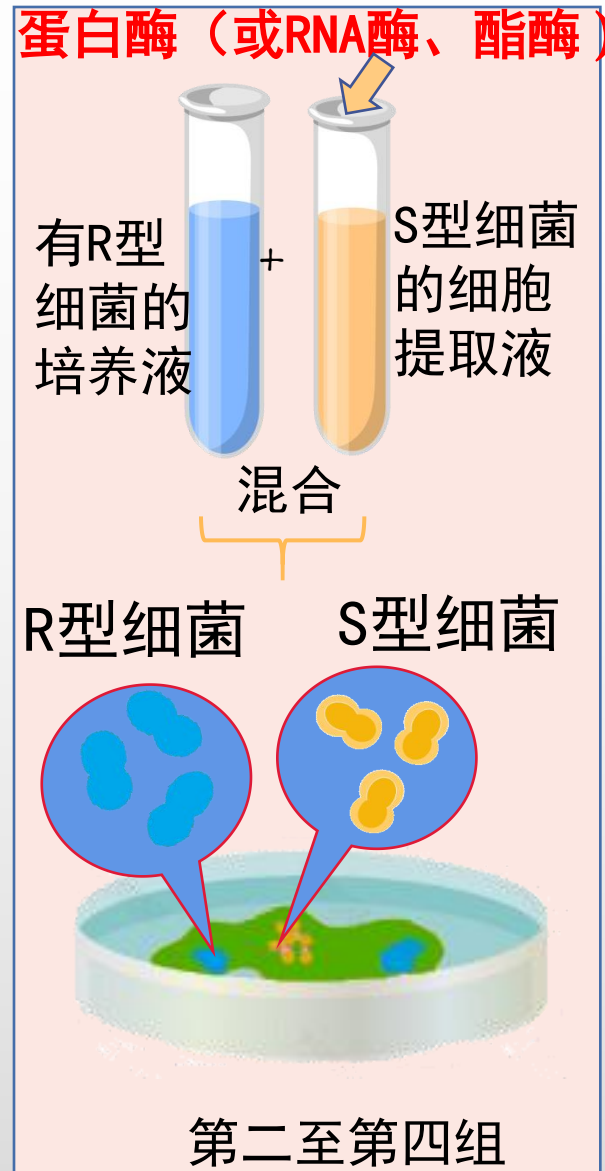 蛋白酶（或RNA酶、酯酶）
有R型
细菌的
培养液
+
S型细菌
的细胞
提取液
混合
R型细菌
S型细菌
第二至第四组